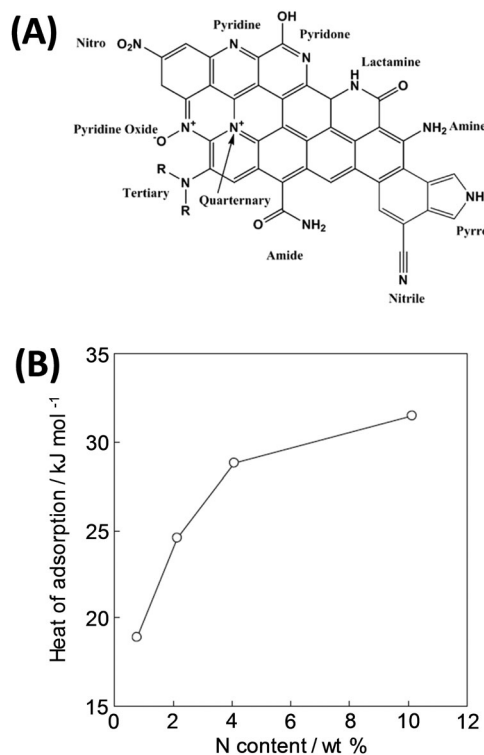 (A)
OH
Pyridine
Pyridone
Nitro
O₂N
N
N
H
N
Lactamine
O
Pyridine Oxide
N⁺
N⁺
NH₂
Amine
⁻O
R
N
R
Tertiary
Quarternary
NH
Pyrro
O
NH₂
Amide
N
Nitrile
(B)
Heat of adsorption / kJ mol ⁻¹
35
30
25
20
15
0 2 4 6 8 10 12
N content / wt %